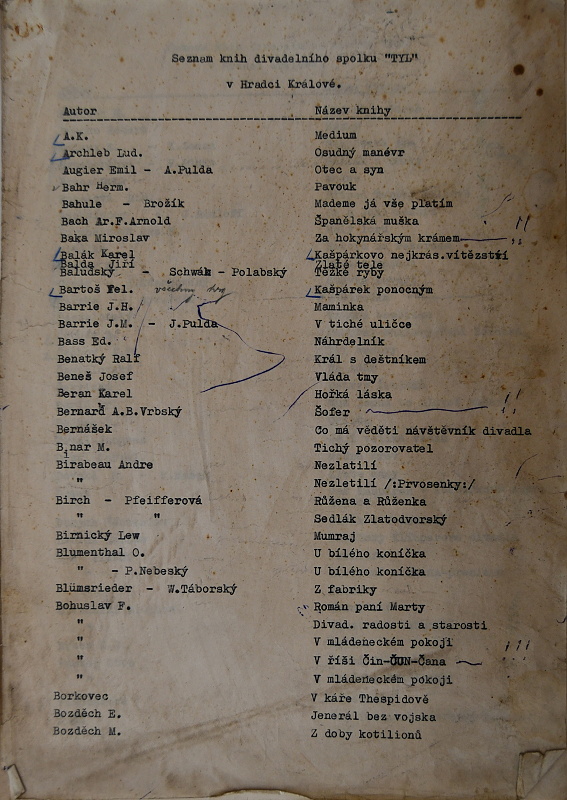 Seznam knih divadelního spolku "TYL"
v Hradci Králové.
Autor Název knihy
A.K. Medium
Archleb Lud. Osudný manévr
Augier Emil - A.Pulda Otec a syn
Bahr Herm. Pavouk
Bahule - Brožík Mademe já vše platím
Bach Ar.F.Arnold Španělská muška
Baka Miroslav Za hokynářským krámem
Balák Karel Kašpárkovo nejkrás.vítězství
Balda Jiří Zlaté tele
Baludský - Schwáb - Polabský Těžké ryby
Bartoš Fel. Kašpárek ponocným
Barrie J.H. Maminka
Barrie J.M. - J.Pulda V tiché uličce
Bass Ed. Náhrdelník
Benatký Ralf Král s deštníkem
Beneš Josef Vláda tmy
Beran Karel Hořká láska
Bernard A.B.Vrbský Šofer
Bernášek Co má věděti návštěvník divadla
Binar M. Tichý pozorovatel
Birabeau Andre Nezlatilí
" Nezletilí /:Prvosenky:/
Birch - Pfeifferová Růžena a Růženka
" " Sedlák Zlatodvorský
Birnický Lew Mumraj
Blumenthal O. U bílého koníčka
" - P.Nebeský U bílého koníčka
Blümsrieder - W.Táborský Z fabriky
Bohuslav F. Román paní Marty
" Divad. radosti a starosti
" V mládeneckém pokoji
" V říši Čin-ČUN-Čana
" V mládeneckém pokoji
Borkovec V káře Thespidově
Bozděch E. Jenerál bez vojska
Bozděch M. Z doby kotilionů